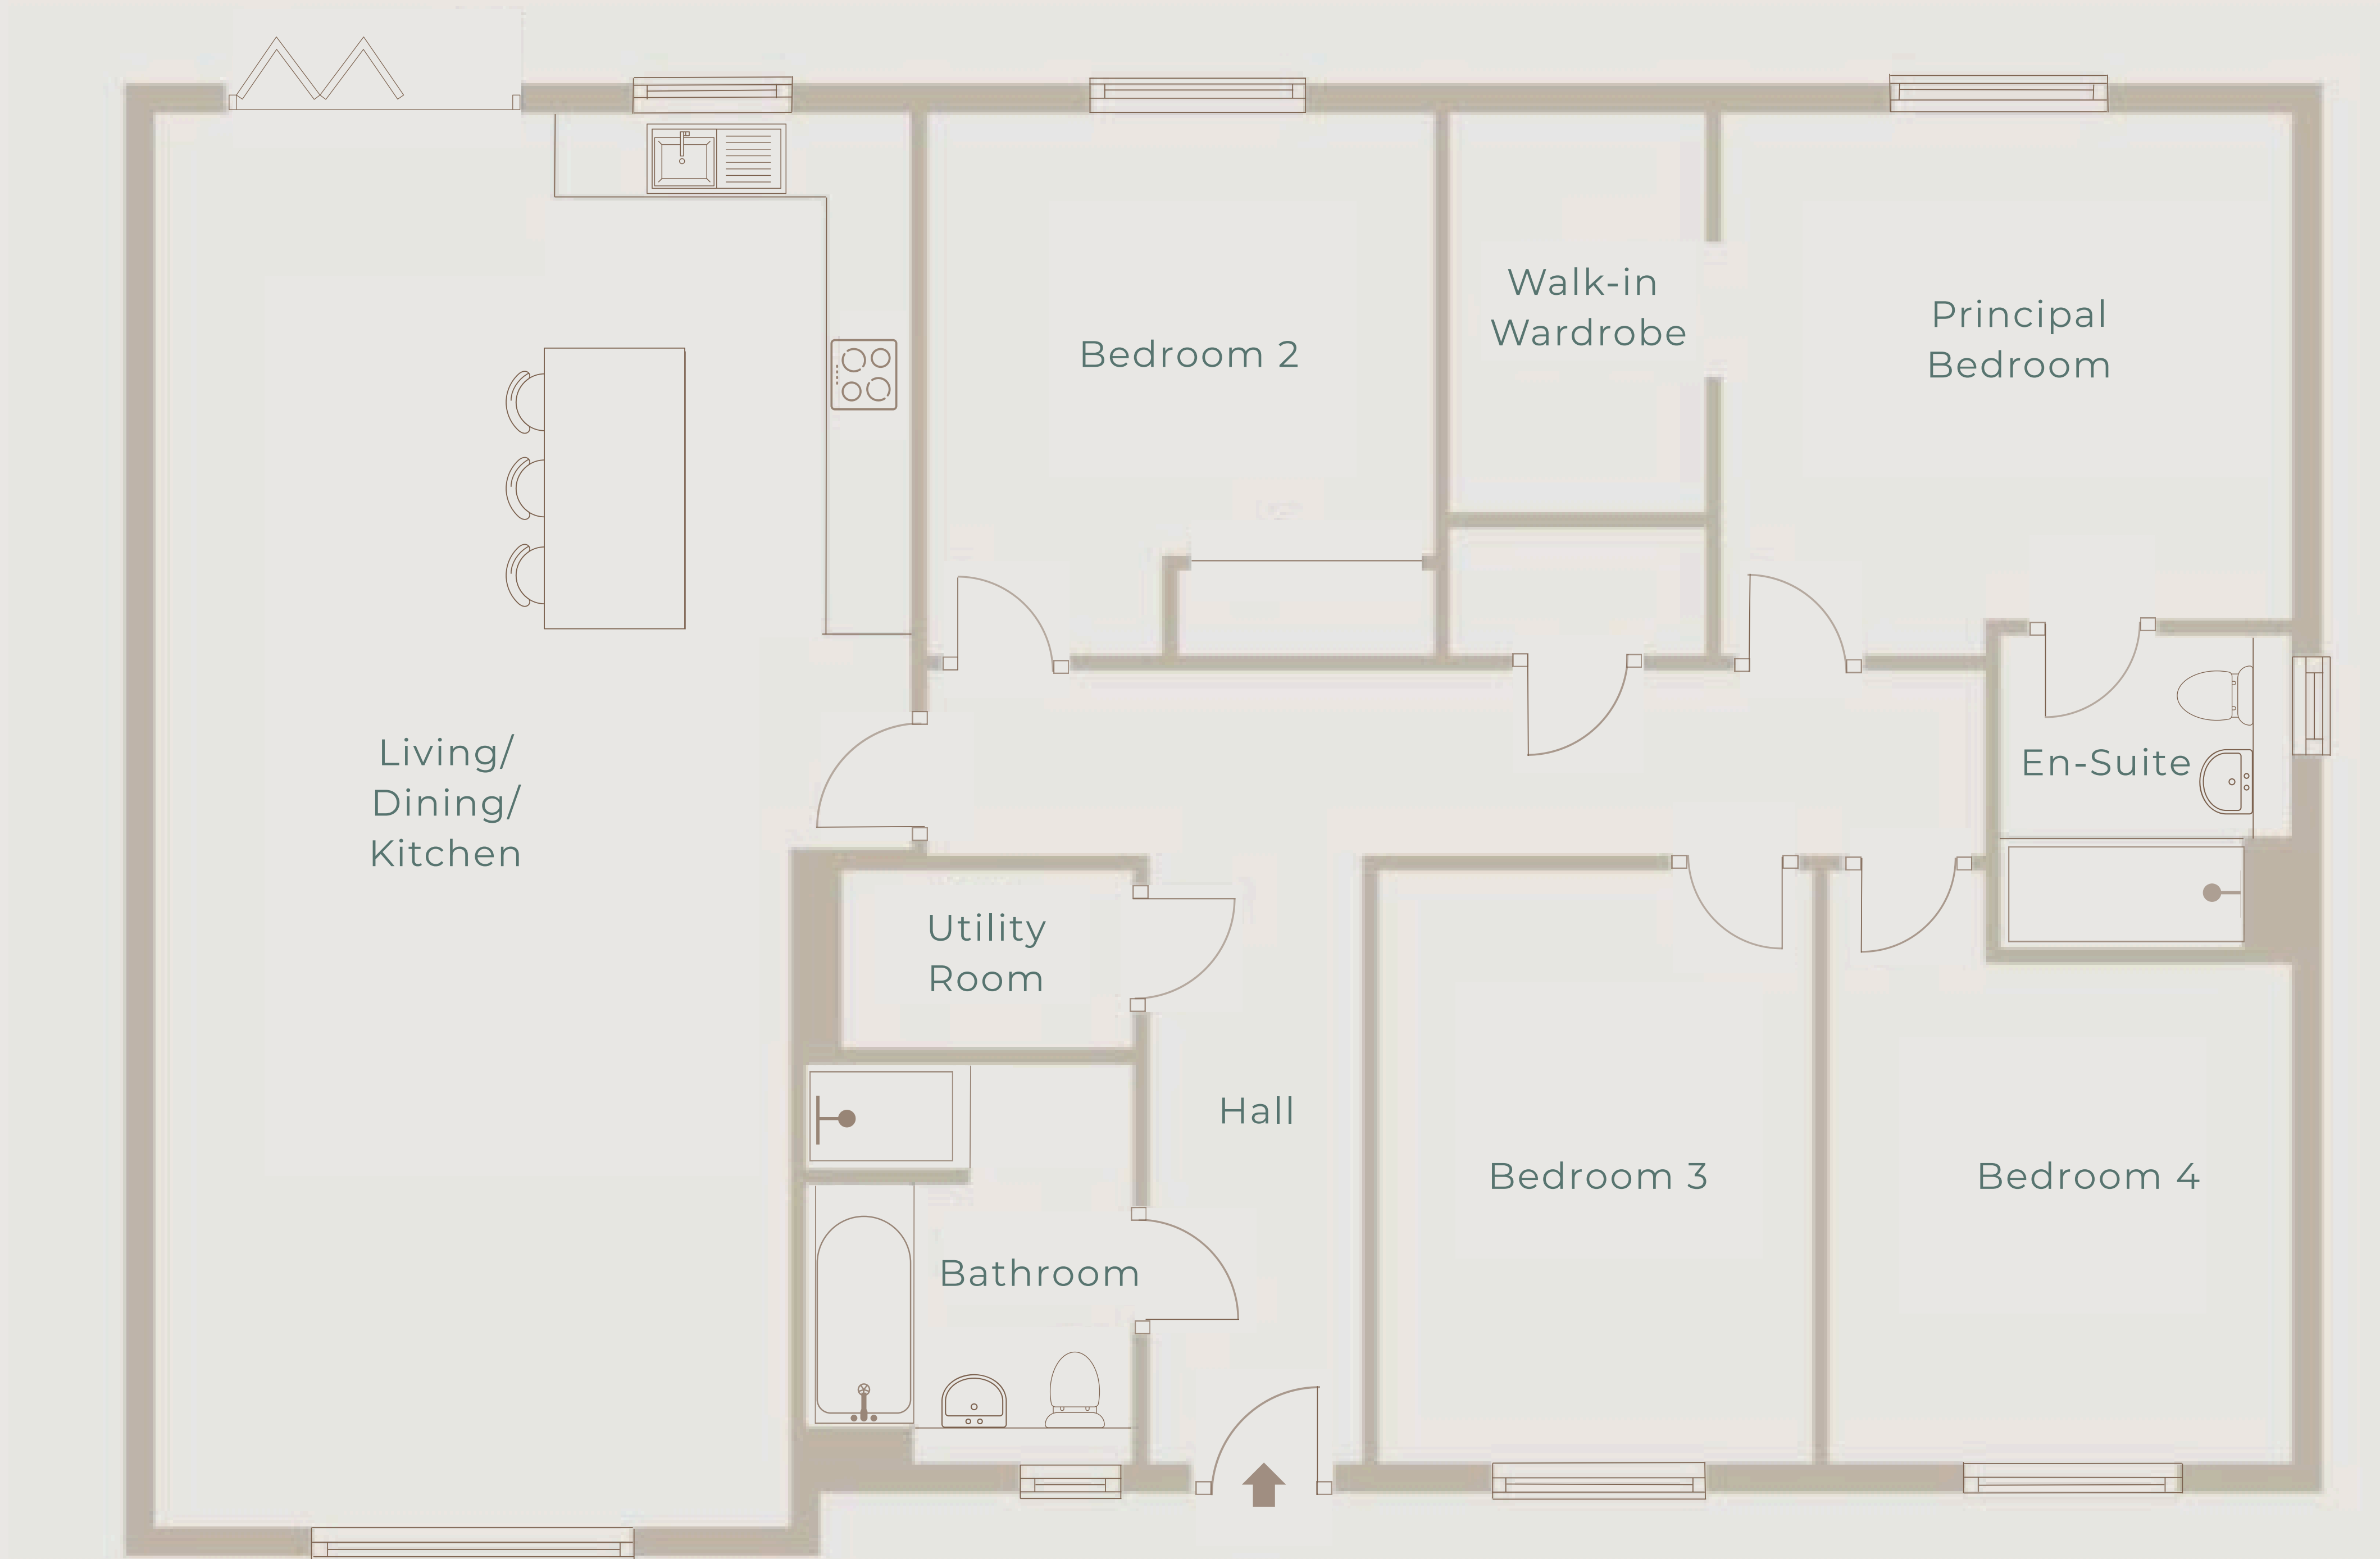 Walk-in
Wardrobe
Principal
Bedroom
Bedroom 2
Living/
Dining/
Kitchen
En-Suite
Utility
Room
Hall
Bedroom 3
Bedroom 4
Bathroom